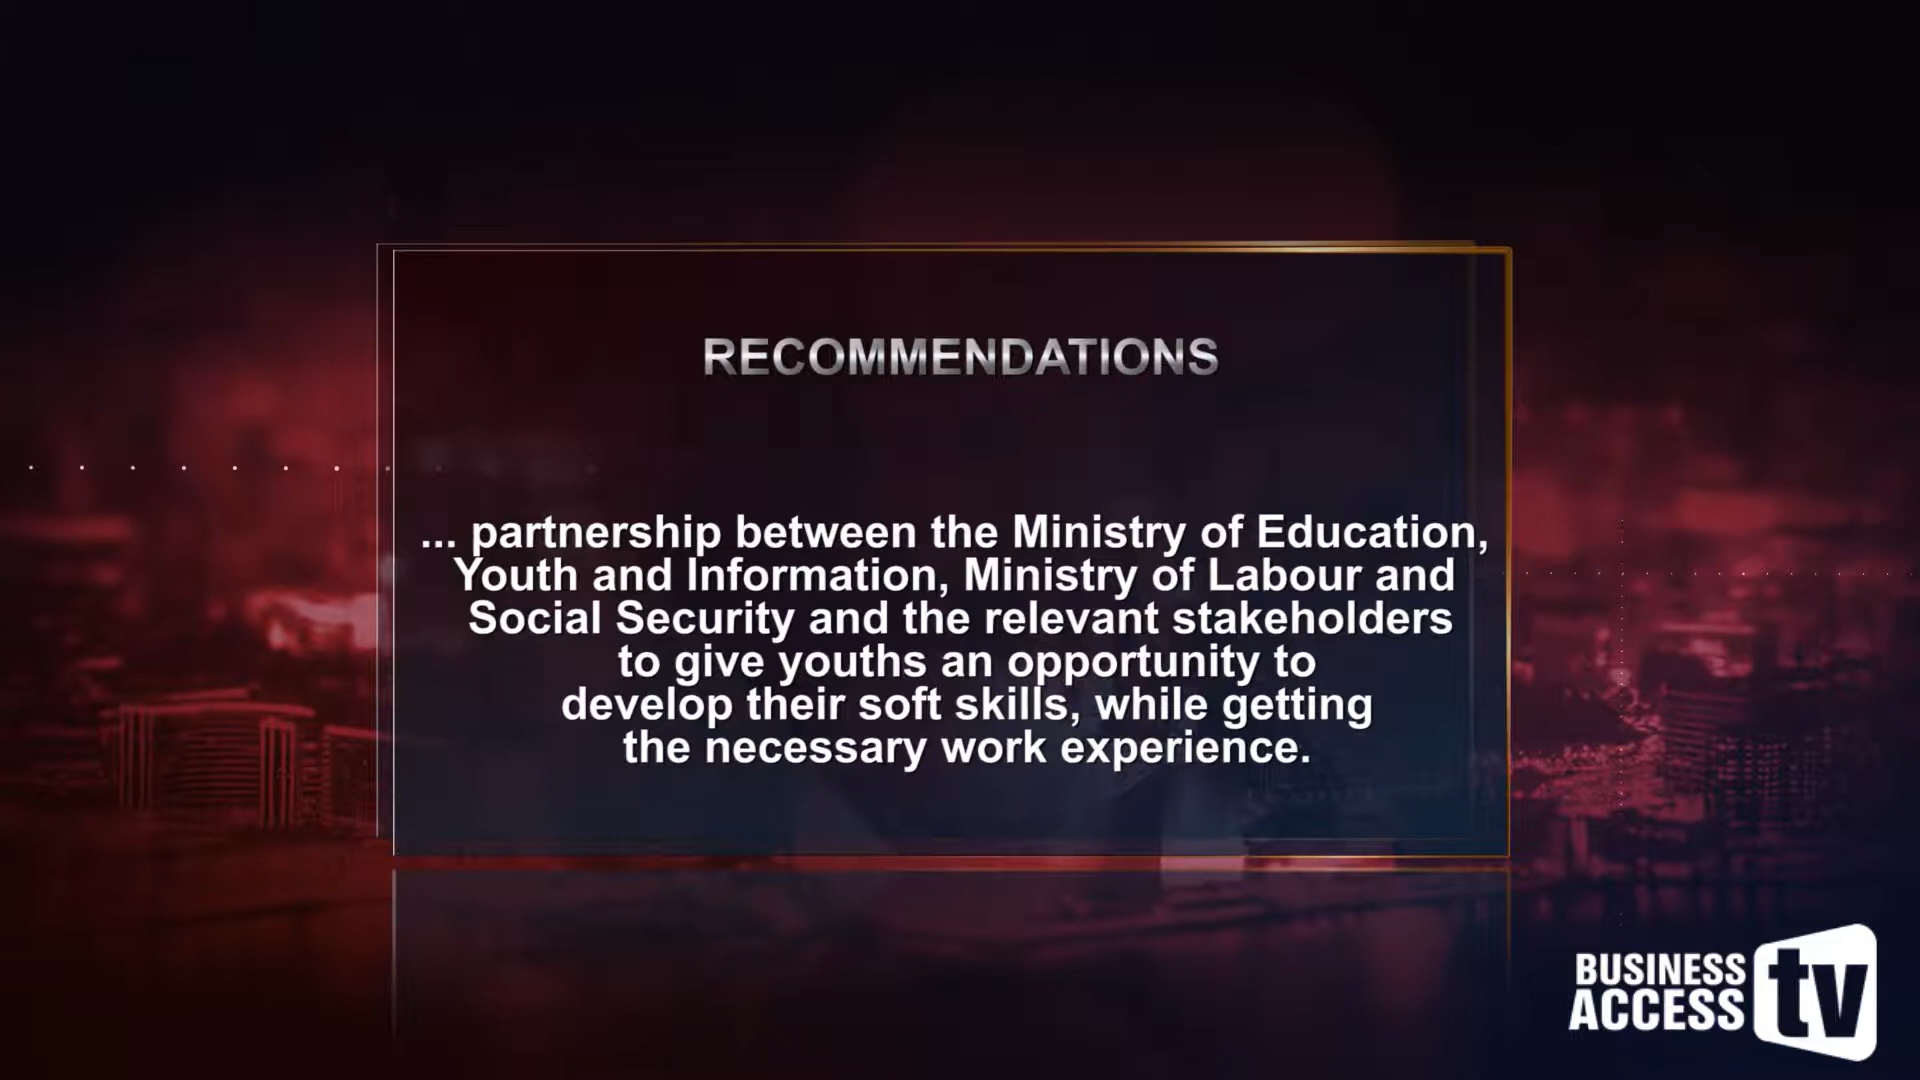 RECOMMENDATIONS
... partnership between the Ministry of Education,
Youth and Information, Ministry of Labour and
Social Security and the relevant stakeholders
to give youths an opportunity to
develop their soft skills, while getting
the necessary work experience.
BUSINESS
ACCESS
tv